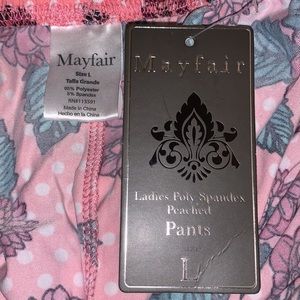 Mayfair
Size L
Talla Grande
95% Polyester
5% Spandex
RN#113591
Made in China
Hecho en la China
Mayfair
Ladies Poly Spandex
Peached
Pants
L